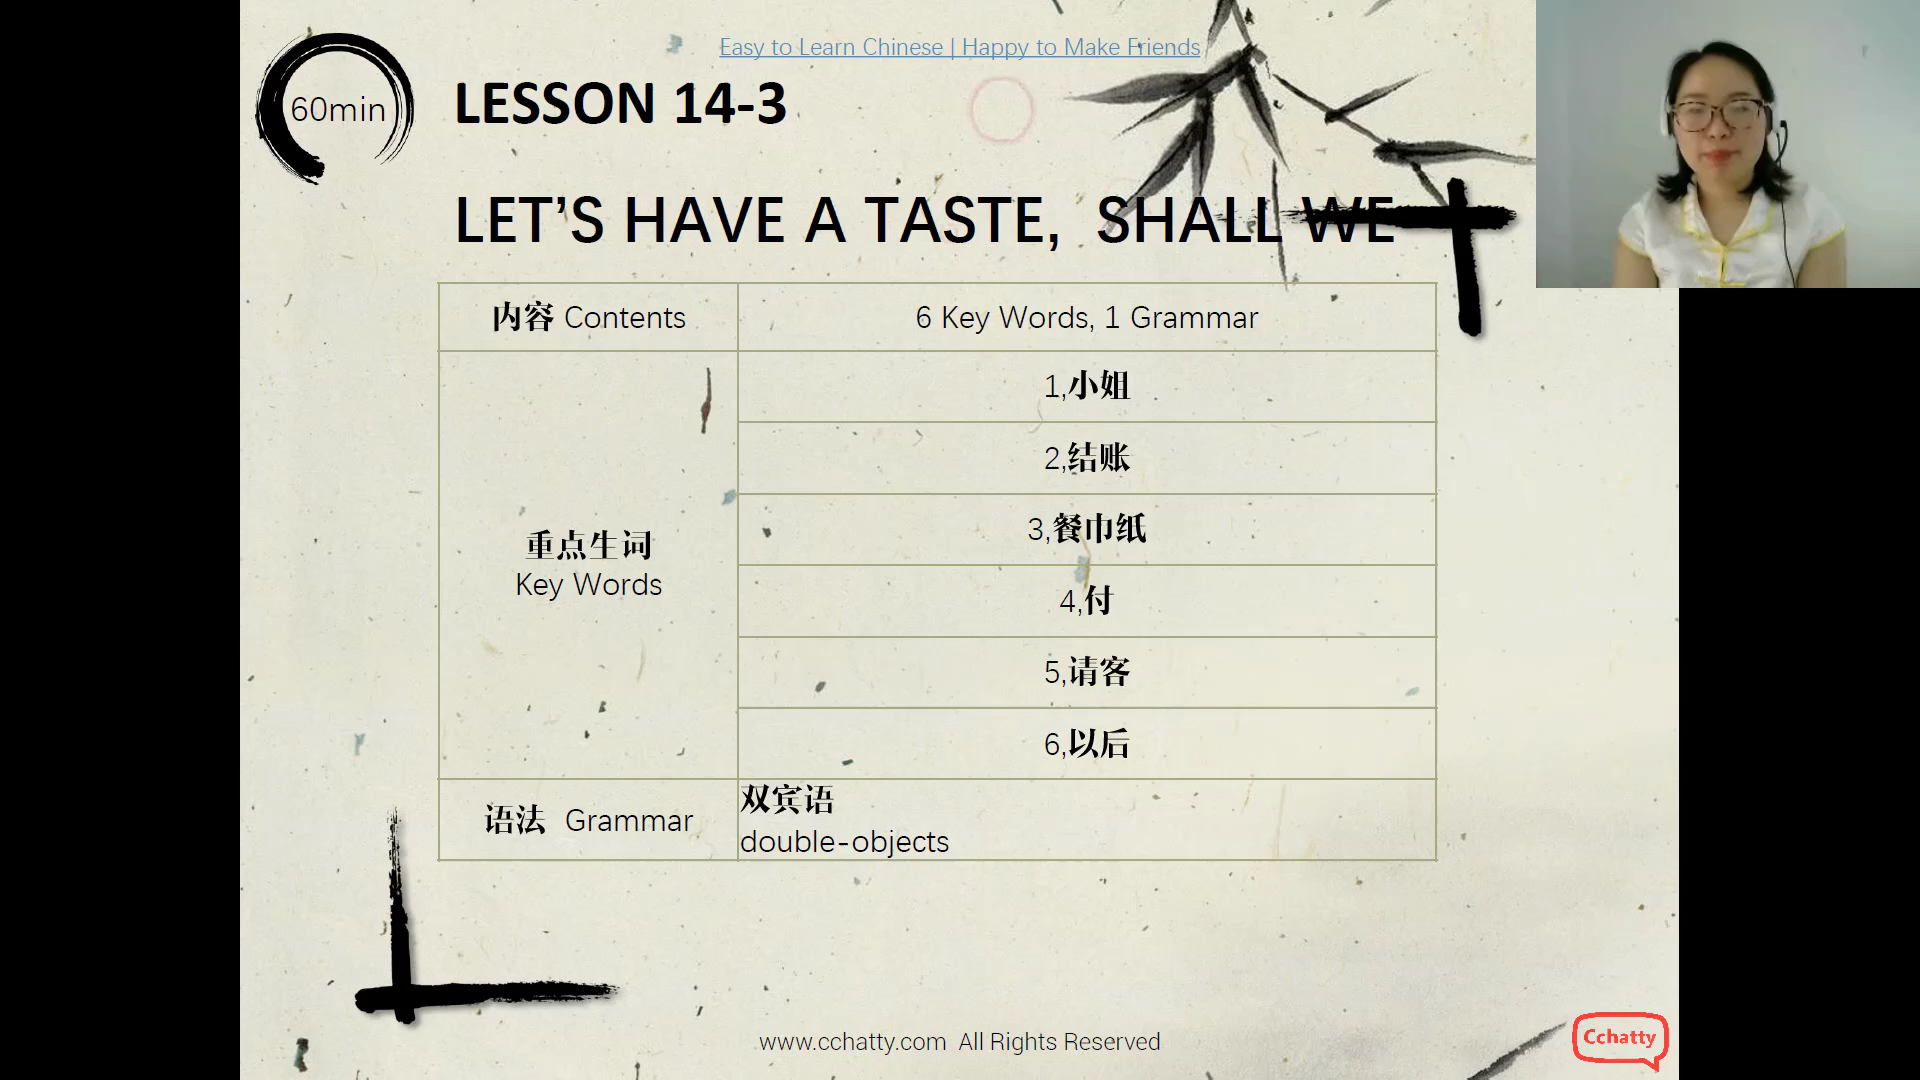 Easy to Learn Chinese | Happy to Make Friends
60min
LESSON 14-3
LET’S HAVE A TASTE, SHALL WE
内容 Contents
6 Key Words, 1 Grammar
重点生词
Key Words
1,小姐
2,结账
3,餐巾纸
4,付
5,请客
6,以后
语法 Grammar
双宾语
double-objects
www.cchatty.com All Rights Reserved
Cchatty